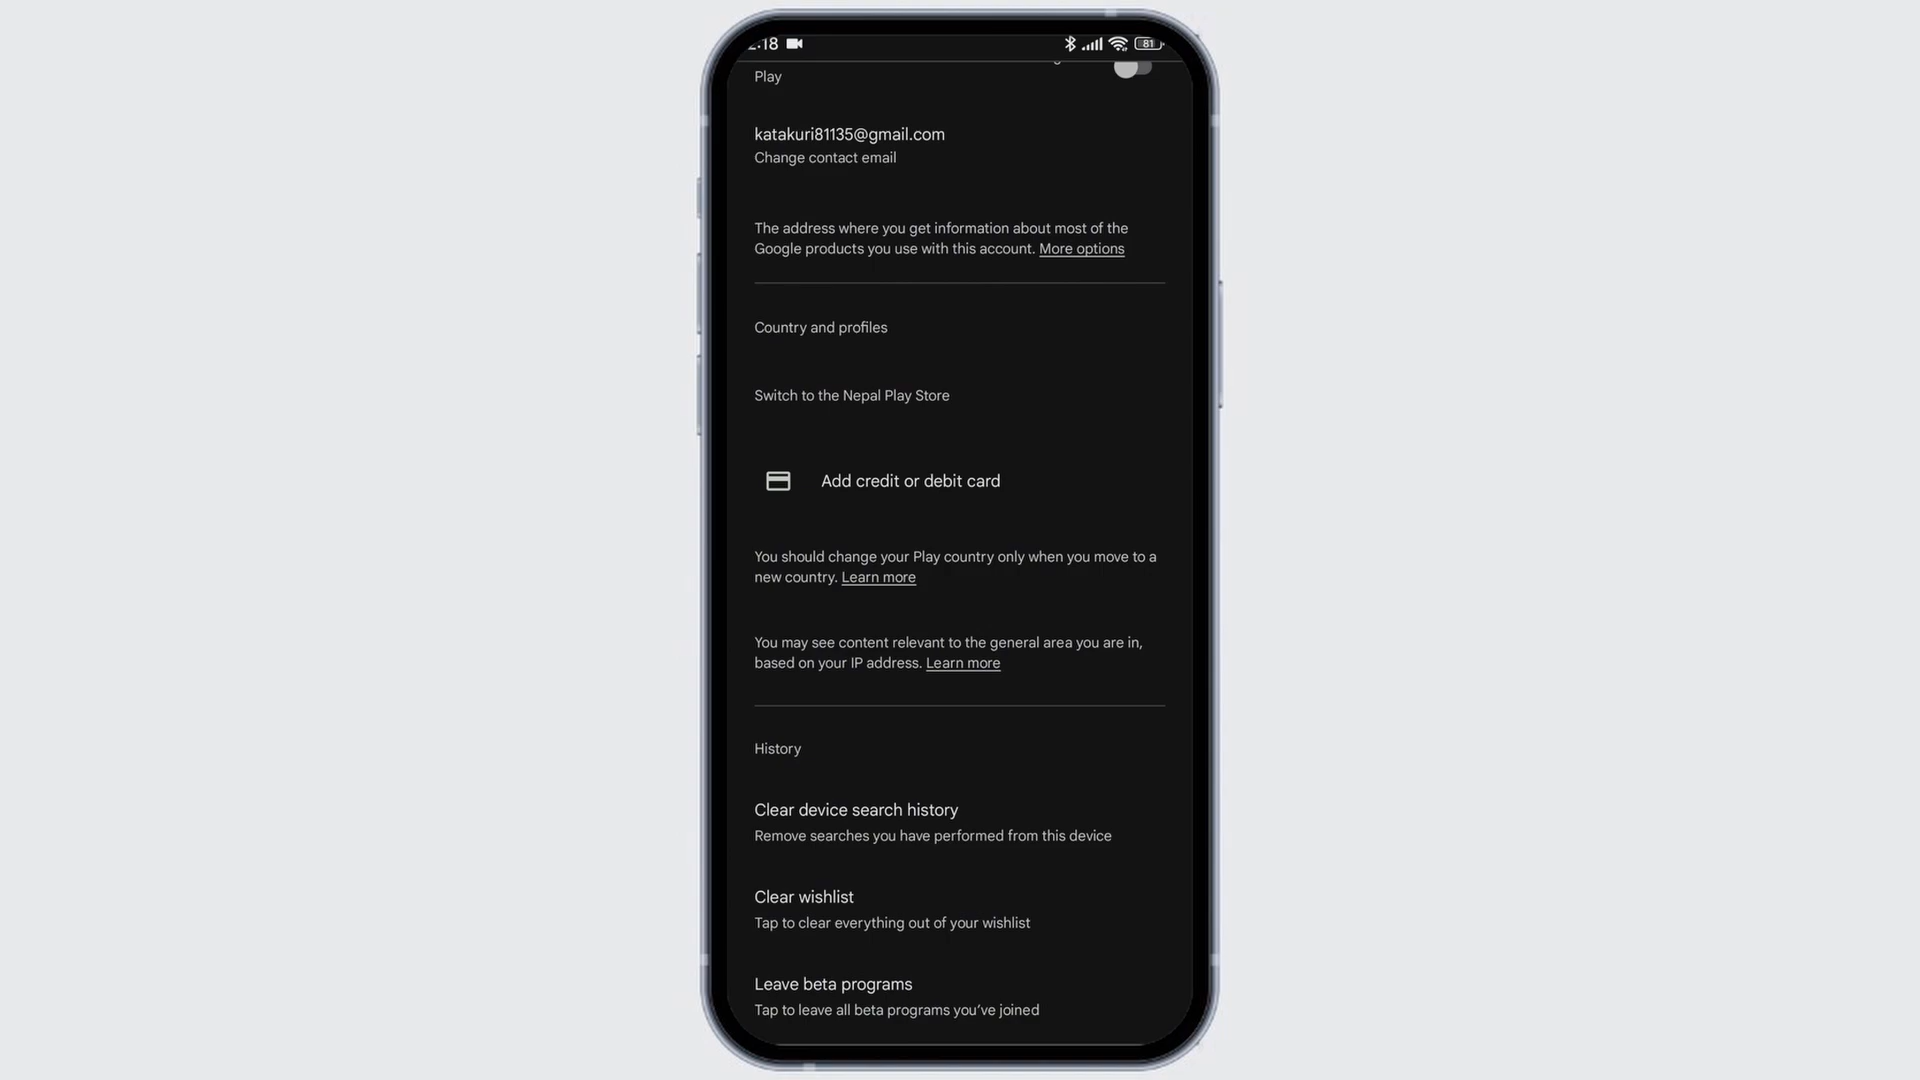 :18
81
Play
katakuri81135@gmail.com
Change contact email
The address where you get information about most of the
Google products you use with this account. More options
Country and profiles
Switch to the Nepal Play Store
Add credit or debit card
You should change your Play country only when you move to a
new country. Learn more
You may see content relevant to the general area you are in,
based on your IP address. Learn more
History
Clear device search history
Remove searches you have performed from this device
Clear wishlist
Tap to clear everything out of your wishlist
Leave beta programs
Tap to leave all beta programs you’ve joined